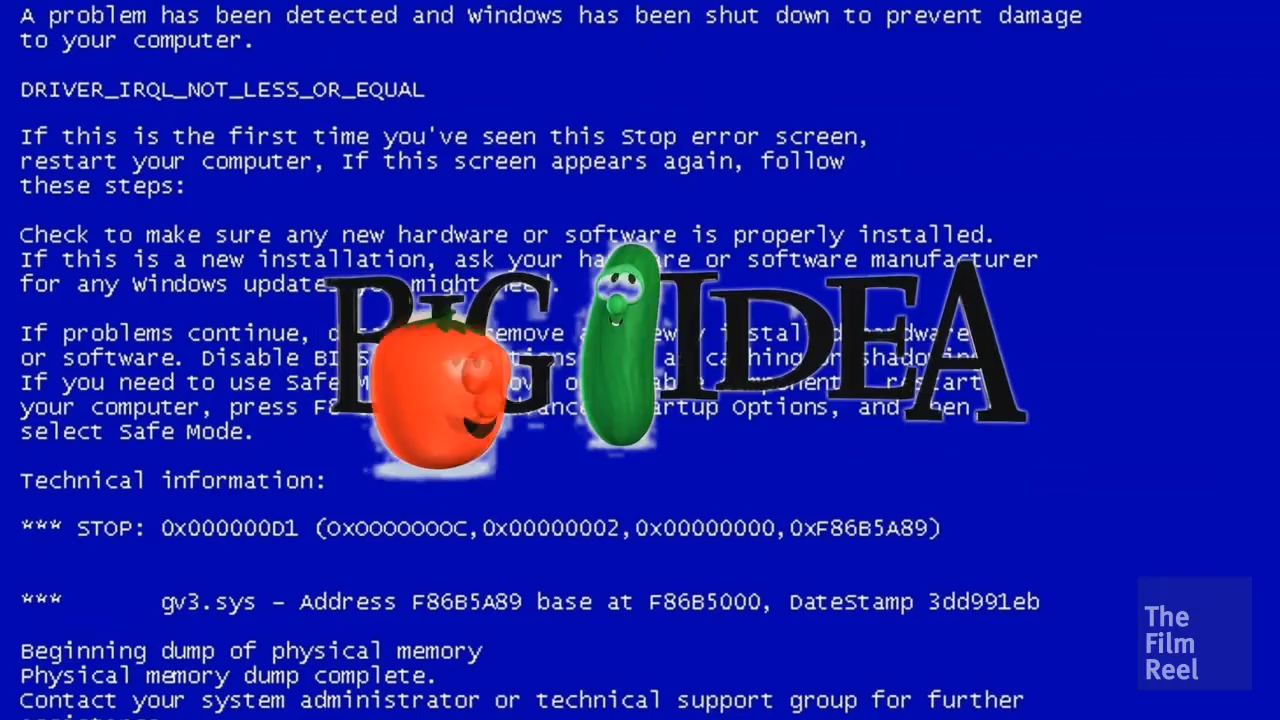 A problem has been detected and Windows has been shut down to prevent damage
to your computer.
DRIVER_IRQL_NOT_LESS_OR_EQUAL
If this is the first time you've seen this Stop error screen,
restart your computer, If this screen appears again, follow
these steps:
Check to make sure any new hardware or software is properly installed.
If this is a new installation, ask your or software manufacturer
for any Windows might
BIG IDEA
If problems continue,
or software. Disable
If you need to use
your computer, press Startup Options, and
select Safe Mode.
Technical information:
*** STOP: 0x000000D1 (0x0000000C,0x00000002,0x00000000,0xF86B5A89)
*** gv3.sys – Address F86B5A89 base at F86B5000, DateStamp 3dd991eb
Beginning dump of physical memory
Physical memory dump complete.
Contact your system administrator or technical support group for further
The
Film
Reel